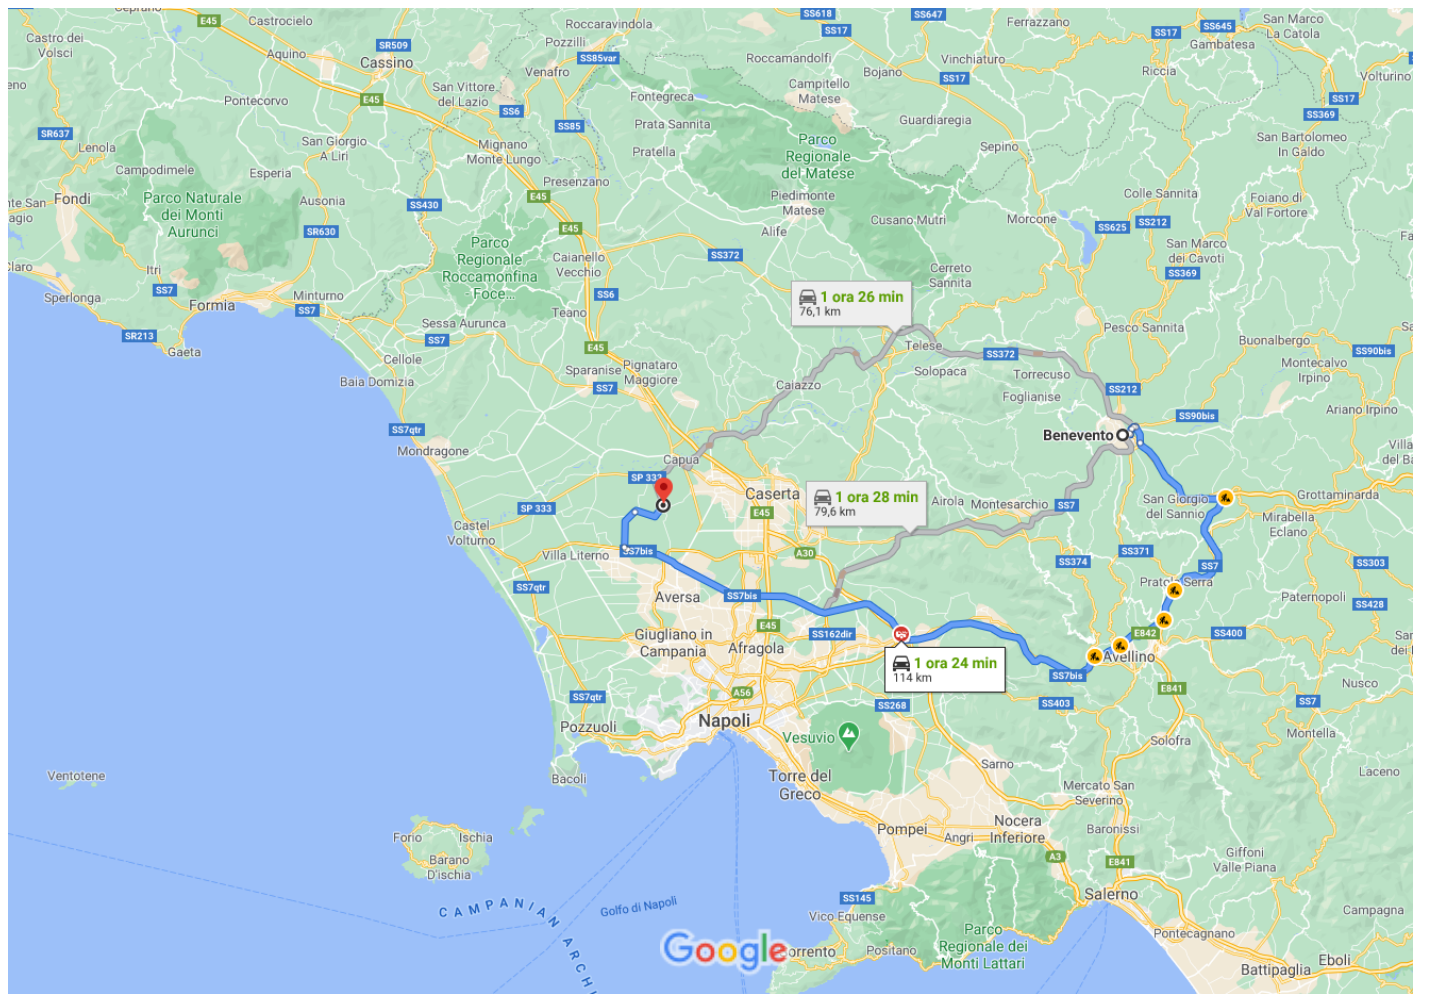 E45
Castrocielo
Roccaravindola
SS618
SS647
Ferrazzano
San Marco
La Catola
Castro dei
Volsci
SR509
Aquino
Cassino
Pozzilli
SS17
SS17
SS645
Gambatesa
SS85var
Venafro
Roccamandolfi
Bojano
Vinchiaturo
SS17
Riccia
Volturino
Pontecorvo
E45
San Vittore
del Lazio
SS6
Fontegreca
Campitello
Matese
SS17
SS369
SR637
Lenola
San Giorgio
A Liri
SS85
Prata Sannita
Guardiaregia
San Bartolomeo
In Galdo
Campodimele
Esperia
Mignano
Monte Lungo
Pratella
Parco
Regionale
del Matese
Sepino
Presenzano
Fondi
Parco Naturale
dei Monti
Aurunci
Ausonia
SS430
E45
Piedimonte
Matese
Colle Sannita
Foiano di
Val Fortore
SR630
E45
Alife
Cusano Mutri
Morcone
SS625
SS212
Parco
Regionale
Roccamonfina
- Foce...
Caianello
Vecchio
SS372
San Marco
dei Cavoti
SS369
Itri
SS7
Cerreto
Sannita
Sperlonga
Formia
Minturno
SS7
SS6
Teano
1 ora 26 min
76,1 km
SR213
Gaeta
Sessa Aurunca
SS7
E45
Telese
SS372
Pesco Sannita
Buonalbergo
SS90bis
Cellole
Baia Domizia
Sparanise
Pignataro
Maggiore
SS7
Caiazzo
Solopaca
Torrecuso
Foglianise
SS212
Montecalvo
Irpino
Ariano Irpino
SS7qtr
Mondragone
Capua
Benevento
SS90bis
SP 333
Caserta
1 ora 28 min
79,6 km
Airola
Montesarchio
SS7
San Giorgio
del Sannio
Grottaminarda
SP 333
E45
Mirabella
Eclano
Castel
Volturno
Villa Literno
SS7bis
A30
SS374
SS371
SS7
SS303
SS7qtr
Aversa
SS7bis
Pratola Serra
Paternopoli
SS428
Giugliano in
Campania
E45
Afragola
SS162dir
E842
SS400
Avellino
1 ora 24 min
114 km
SS7bis
SS7qtr
A56
SS268
SS403
E841
Nusco
SS7
Pozzuoli
Napoli
Vesuvio
Solofra
Montella
Ventotene
Bacoli
Torre del
Greco
Sarno
Mercato San
Severino
Laceno
Forio
Ischia
Barano
D'ischia
Pompei
Angri
Nocera
Inferiore
Baronissi
A3
E841
Giffoni
Valle Piana
SS145
Salerno
CAMPANIAN ARCHI
Golfo di Napoli
Vico Equense
Campagna
Google
orrento
Positano
Parco
Regionale dei
Monti Lattari
Pontecagnano
Battipaglia
Eboli